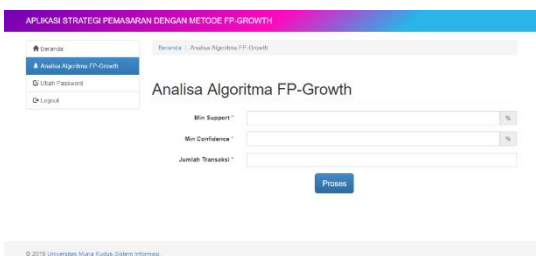 APLIKASI STRATEGI PEMASARAN DENGAN METODE FP-GROWTH
Beranda
Analisa Algoritma FP-Growth
Ubah Password
Logout
Beranda / Analisa Algoritma FP-Growth
Analisa Algoritma FP-Growth
Min Support * %
Min Confidence * %
Jumlah Transaksi *
Proses
© 2019 Universitas Muria Kudus Sistem Informasi.